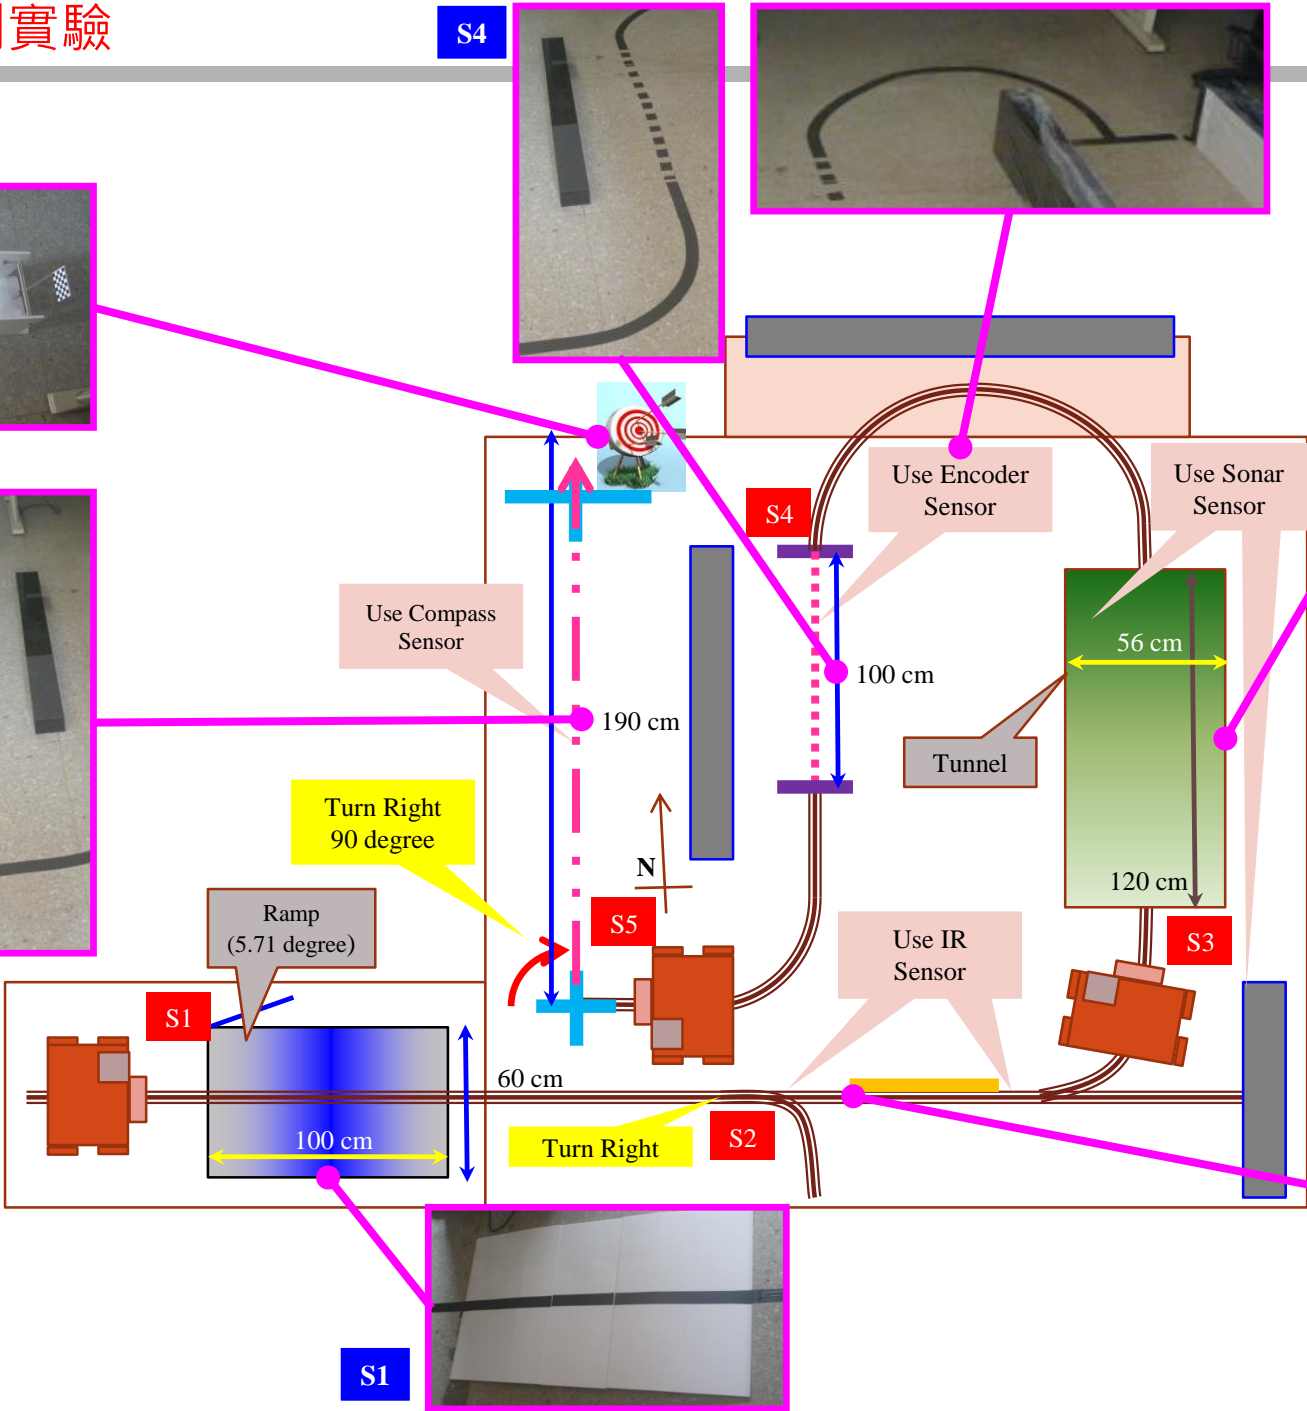 實驗
S4
Use Encoder
Sensor
Use Sonar
Sensor
S4
Use Compass
Sensor
56 cm
100 cm
190 cm
Tunnel
Turn Right
90 degree
N
120 cm
Ramp
(5.71 degree)
S5
Use IR
Sensor
S3
S1
60 cm
100 cm
Turn Right
S2
S1